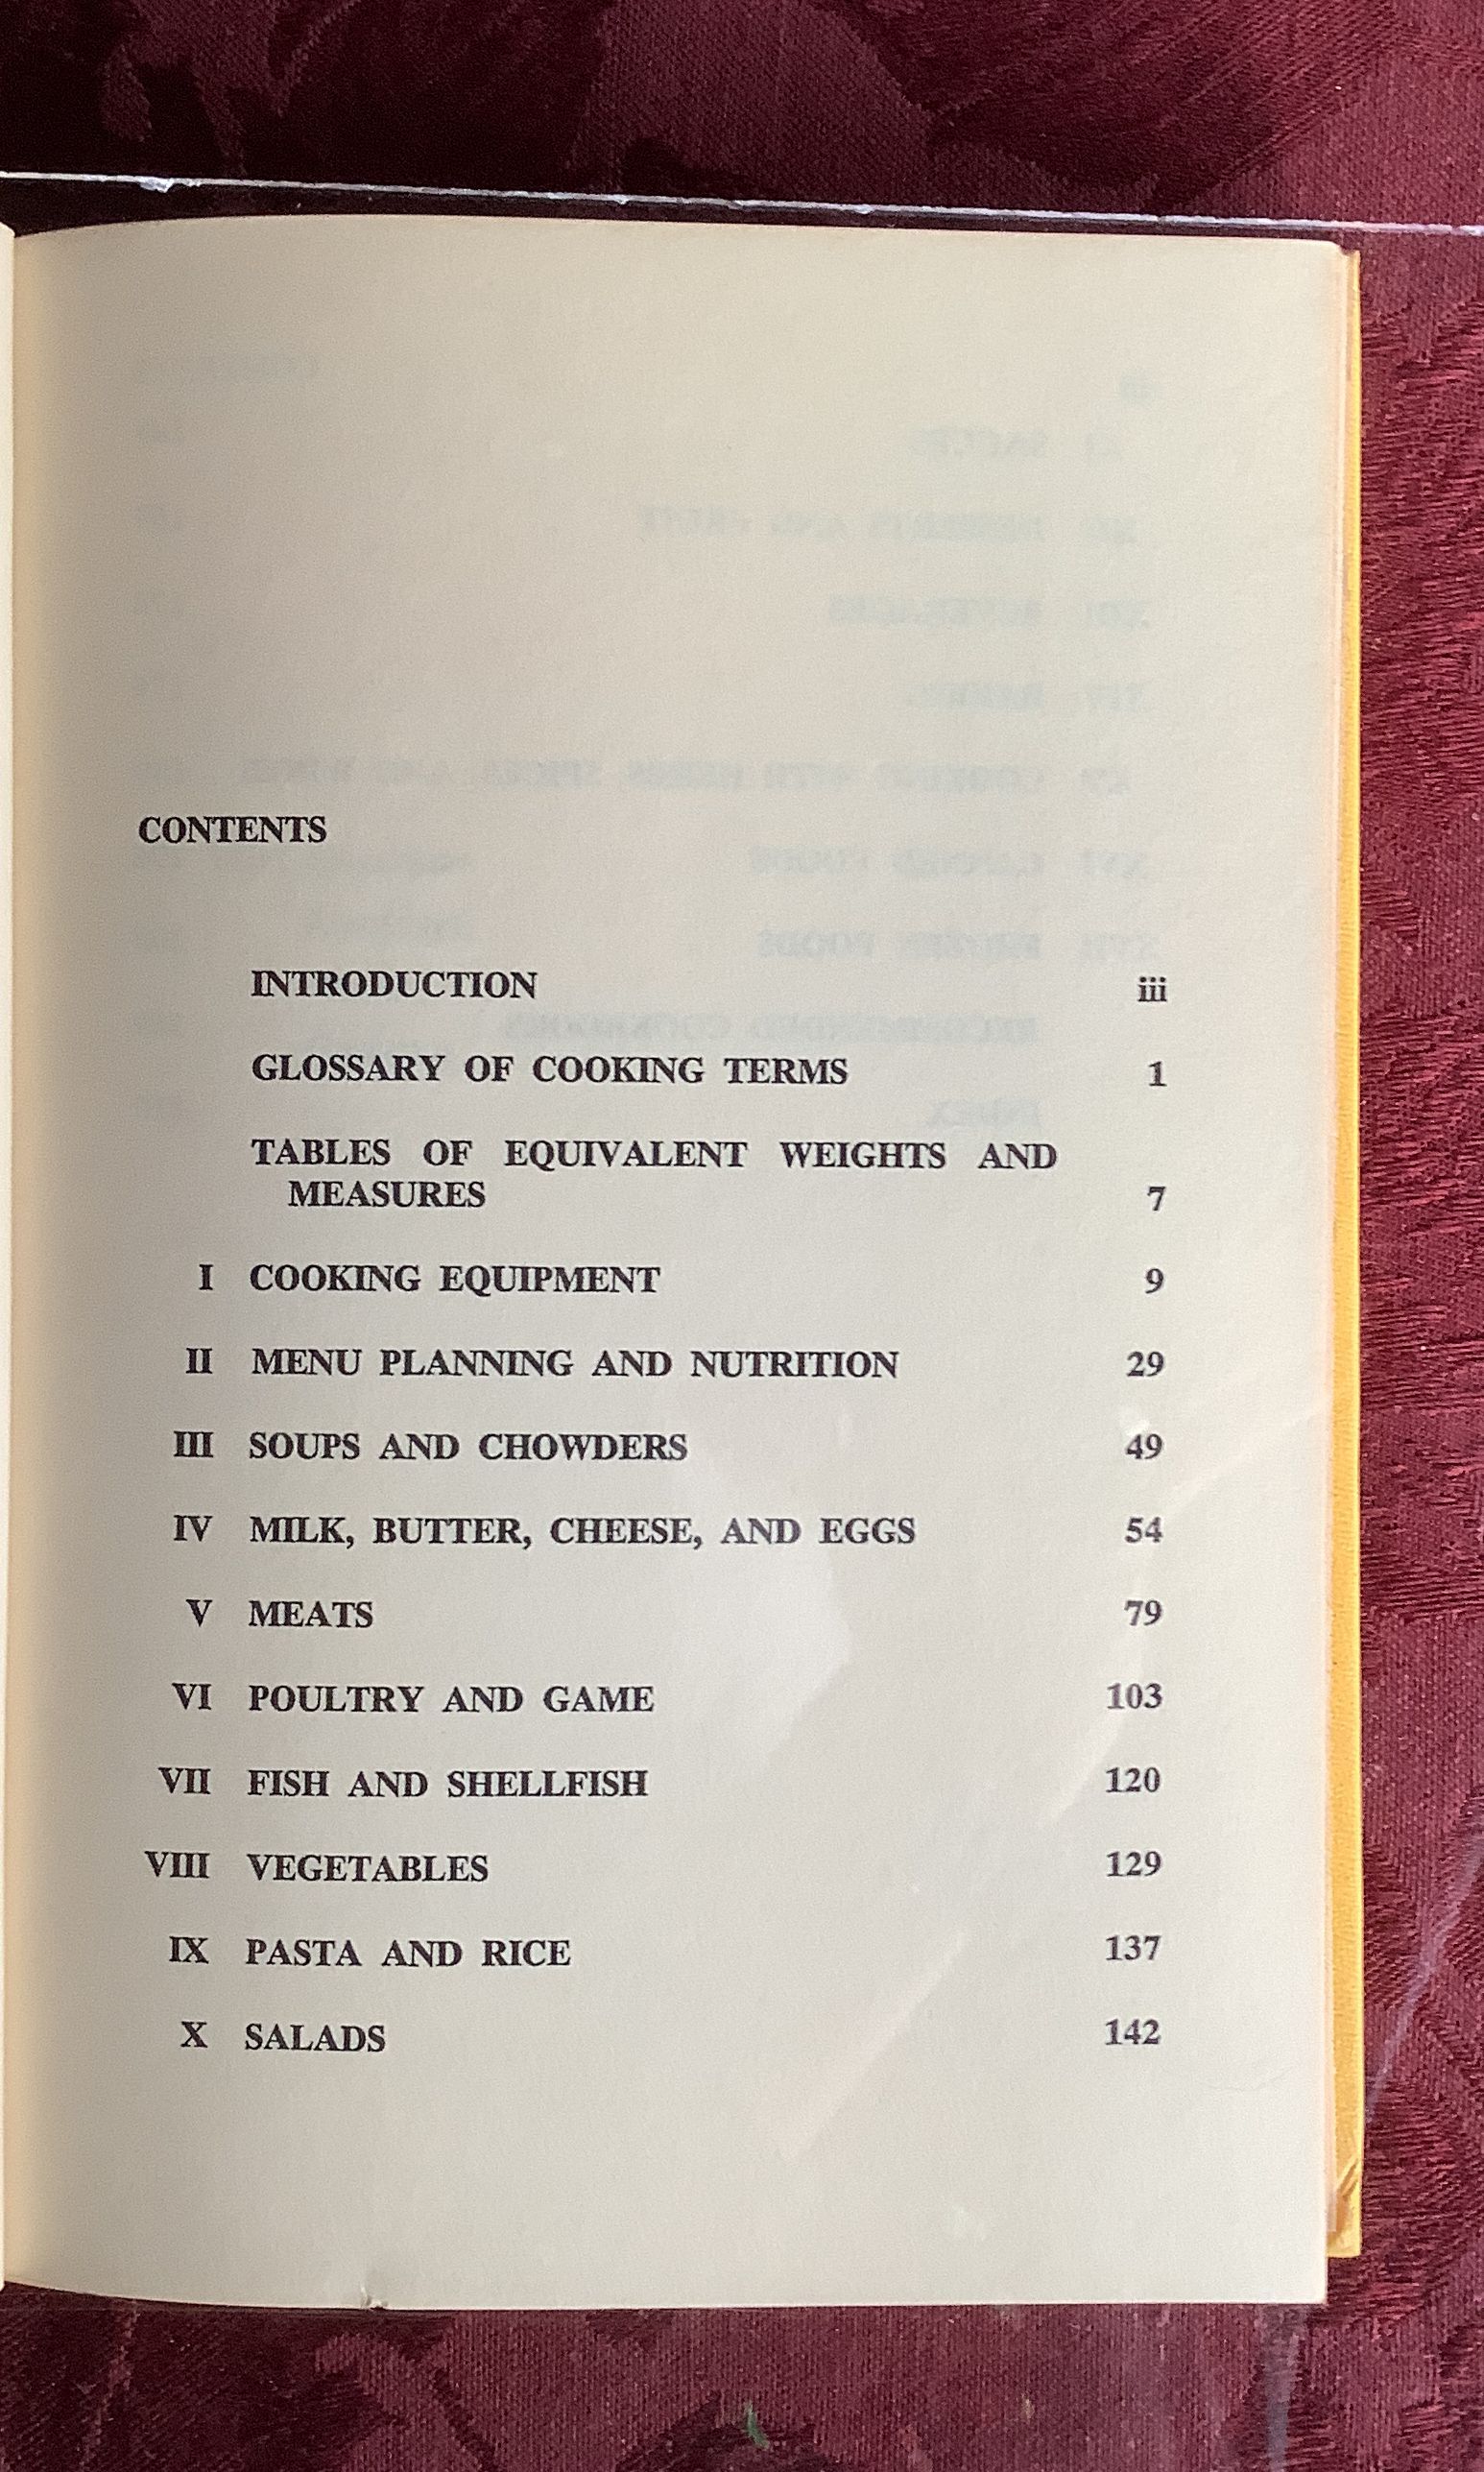 CONTENTS
INTRODUCTION iii
GLOSSARY OF COOKING TERMS 1
TABLES OF EQUIVALENT WEIGHTS AND
MEASURES 7
I COOKING EQUIPMENT 9
II MENU PLANNING AND NUTRITION 29
III SOUPS AND CHOWDERS 49
IV MILK, BUTTER, CHEESE, AND EGGS 54
V MEATS 79
VI POULTRY AND GAME 103
VII FISH AND SHELLFISH 120
VIII VEGETABLES 129
IX PASTA AND RICE 137
X SALADS 142